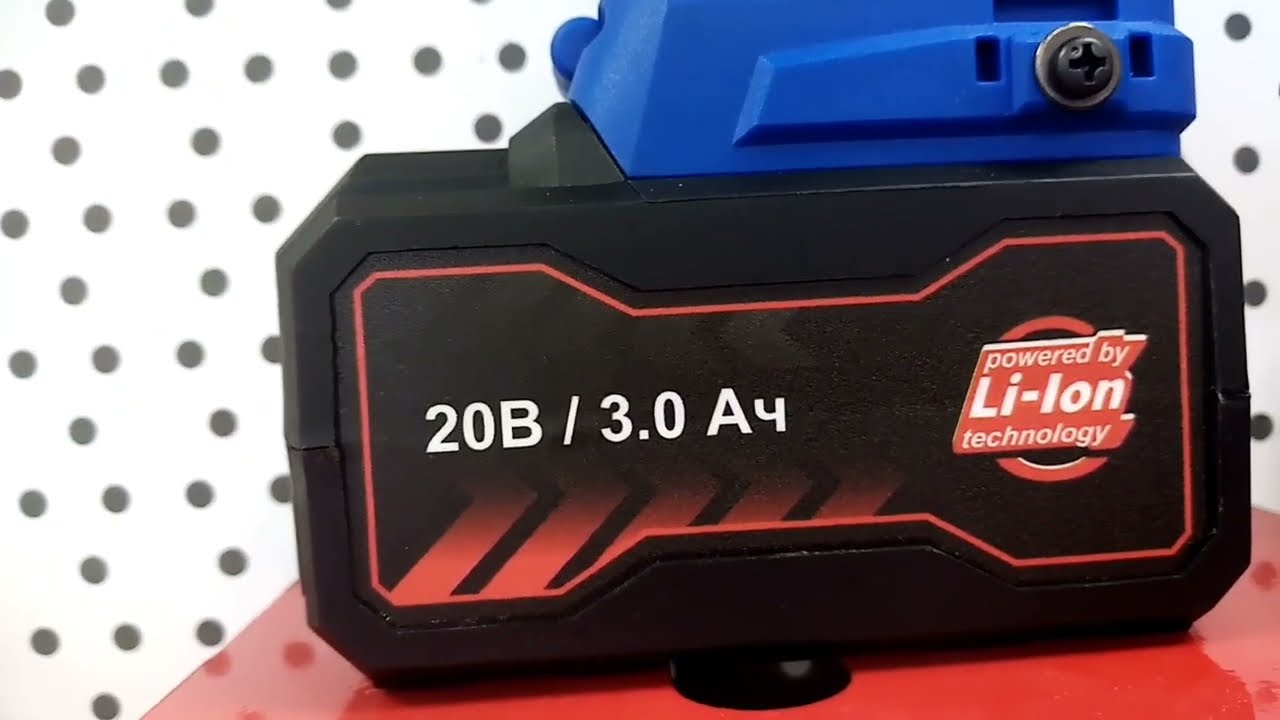 20В / 3.0 Ач
powered by
Li-Ion
technology